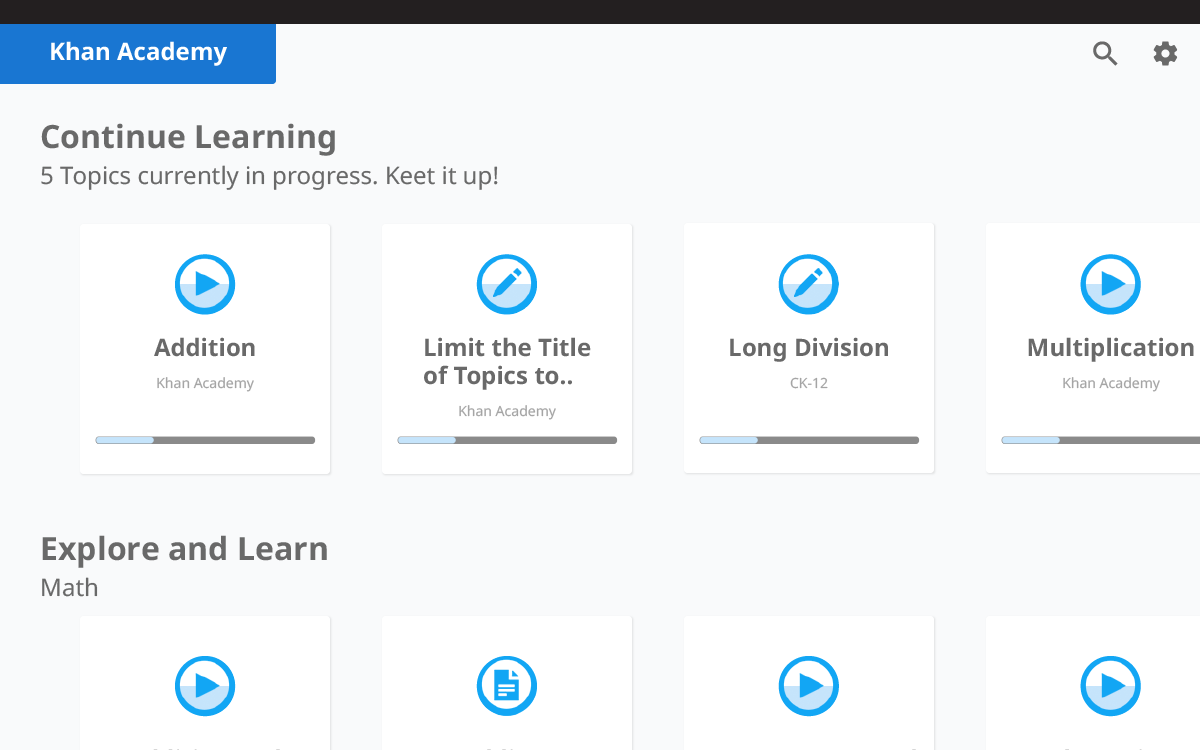 Khan Academy
Continue Learning
5 Topics currently in progress. Keet it up!
Addition
Khan Academy
Limit the Title
of Topics to..
Khan Academy
Long Division
CK-12
Multiplication
Khan Academy
Explore and Learn
Math